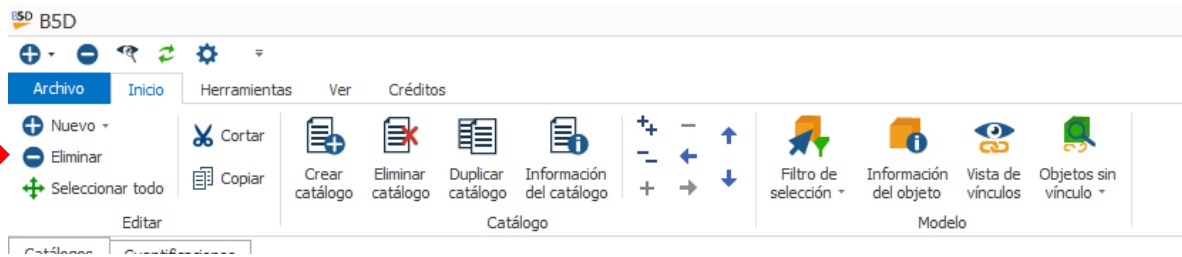 B5D B5D
Archivo Inicio Herramientas Ver Créditos
Nuevo
Eliminar
Seleccionar todo
Cortar
Copiar
Editar
Crear catálogo
Eliminar catálogo
Duplicar catálogo
Información del catálogo
Catálogo
Filtro de selección
Información del objeto
Vista de vínculos
Objetos sin vínculo
Modelo
Catálogos Cuantificaciones